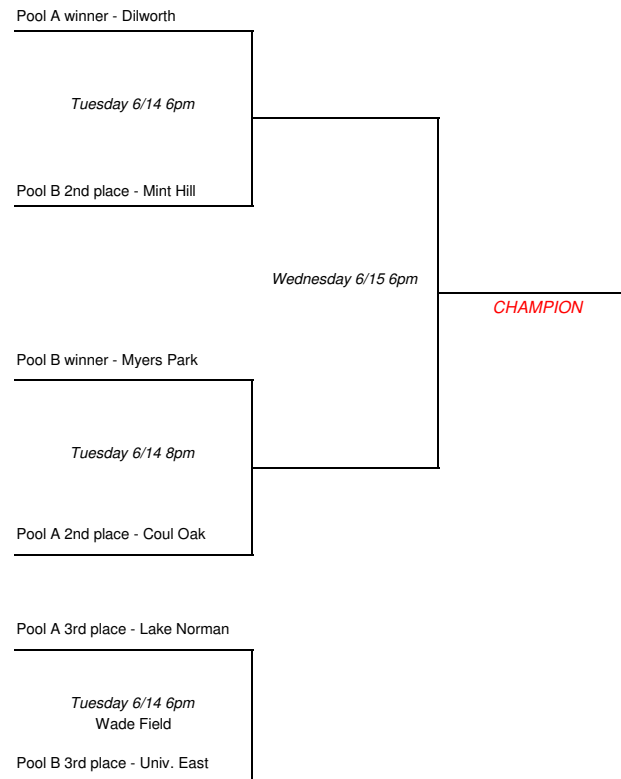 Pool A winner - Dilworth
Tuesday 6/14 6pm
Pool B 2nd place - Mint Hill
Wednesday 6/15 6pm
CHAMPION
Pool B winner - Myers Park
Tuesday 6/14 8pm
Pool A 2nd place - Coul Oak
Pool A 3rd place - Lake Norman
Tuesday 6/14 6pm
Wade Field
Pool B 3rd place - Univ. East